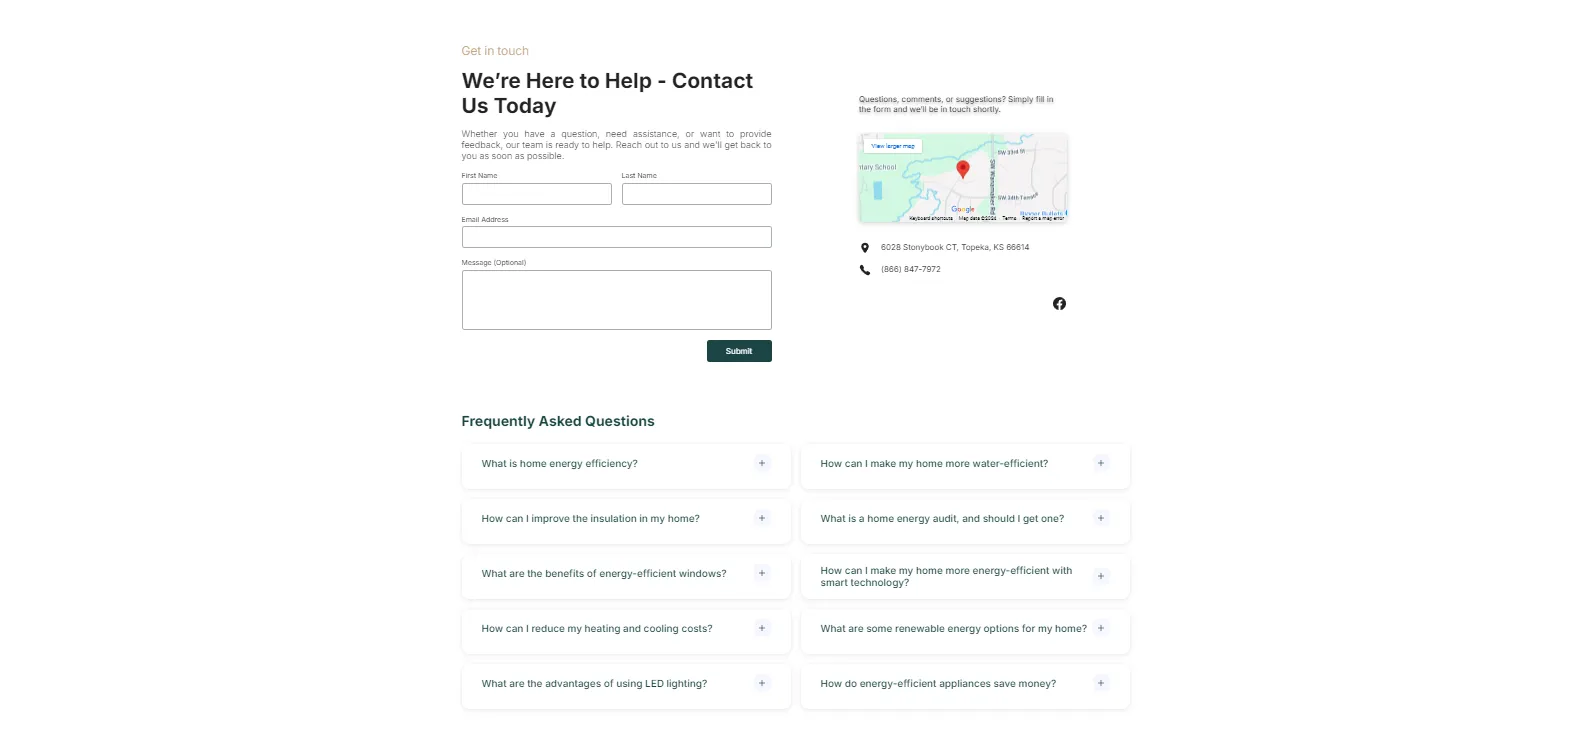 Get in touch
We're Here to Help - Contact
Us Today
Whether you have a question, need assistance, or want to provide
feedback, our team is ready to help. Reach out to us and we'll get back to
you as soon as possible.
First Name
Last Name
Email Address
Message (Optional)
Submit
Questions, comments, or suggestions? Simply fill in
the form and we'll be in touch shortly.
View larger map
ntary School
SW 33rd St
SW Wanamaker Rd
SW 34th Terrace
Google
Keyboard shortcuts
Map data ©2024
Terms
Report a map error
6028 Stonybook CT, Topeka, KS 66614
(866) 847-7972
Frequently Asked Questions
What is home energy efficiency?
How can I make my home more water-efficient?
How can I improve the insulation in my home?
What is a home energy audit, and should I get one?
What are the benefits of energy-efficient windows?
How can I make my home more energy-efficient with
smart technology?
How can I reduce my heating and cooling costs?
What are some renewable energy options for my home?
What are the advantages of using LED lighting?
How do energy-efficient appliances save money?